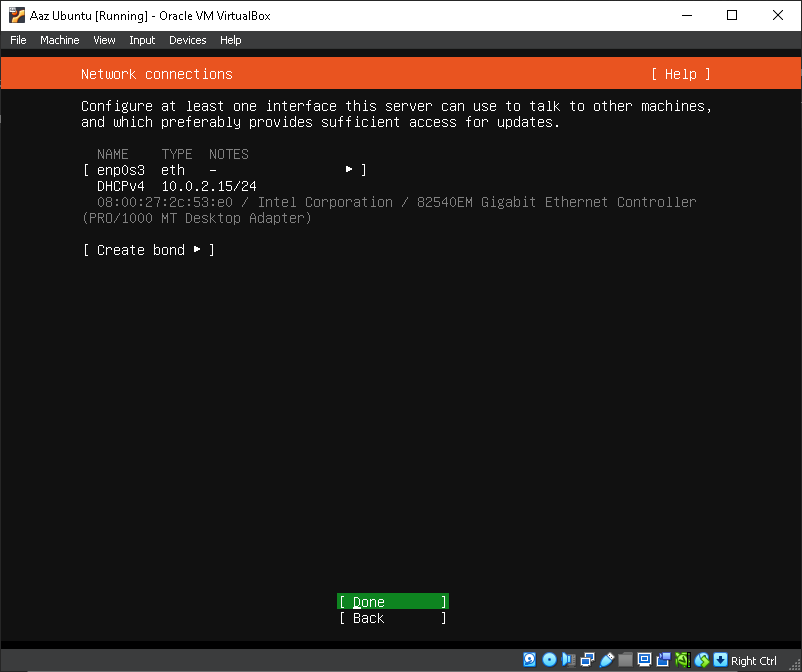 Aaz Ubuntu [Running] - Oracle VM VirtualBox
File Machine View Input Devices Help
Network connections [ Help ]
Configure at least one interface this server can use to talk to other machines,
and which preferably provides sufficient access for updates.
NAME TYPE NOTES
[ enp0s3 eth - ▸ ]
DHCPv4 10.0.2.15/24
08:00:27:2c:53:e0 / Intel Corporation / 82540EM Gigabit Ethernet Controller
(PRO/1000 MT Desktop Adapter)
[ Create bond ▸ ]
[ Done ]
[ Back ]
Right Ctrl